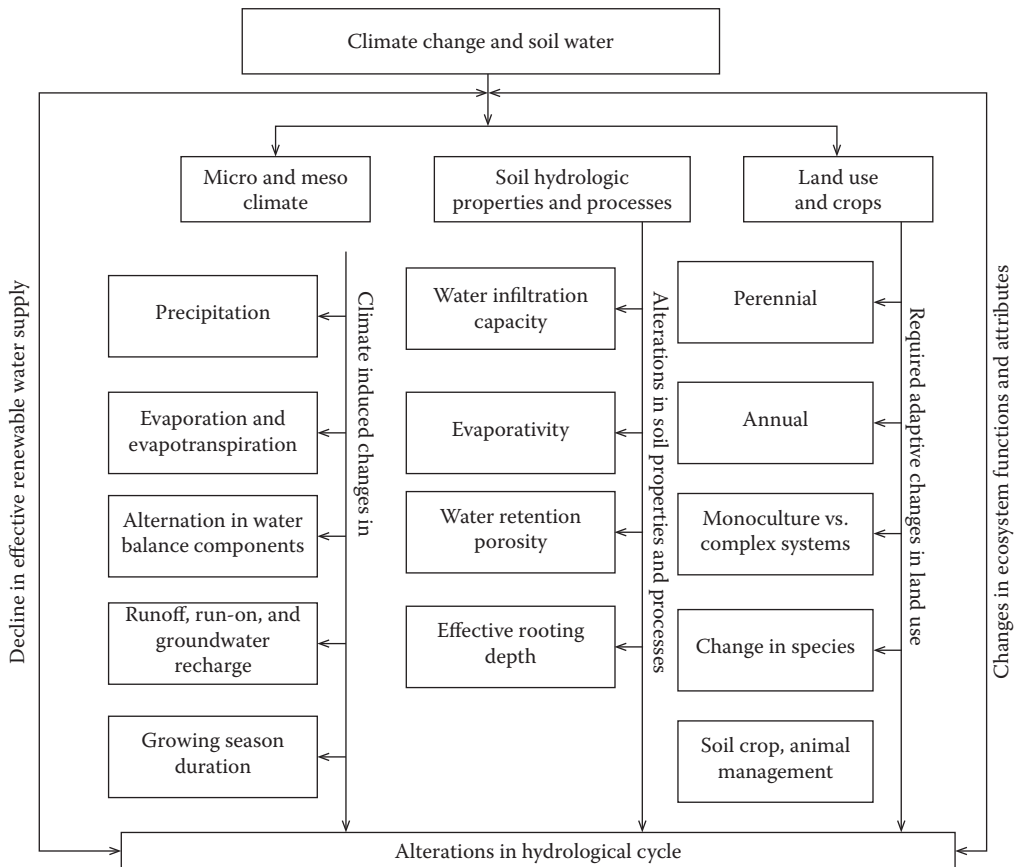 Climate change and soil water
Micro and meso
climate
Soil hydrologic
properties and processes
Land use
and crops
Decline in effective renewable water supply
Precipitation
Evaporation and
evapotranspiration
Alternation in water
balance components
Runoff, run-on, and
groundwater
recharge
Growing season
duration
Climate induced changes in
Water infiltration
capacity
Evaporativity
Water retention
porosity
Effective rooting
depth
Alterations in soil properties and processes
Perennial
Annual
Monoculture vs.
complex systems
Change in species
Soil crop, animal
management
Required adaptive changes in land use
Changes in ecosystem functions and attributes
Alterations in hydrological cycle